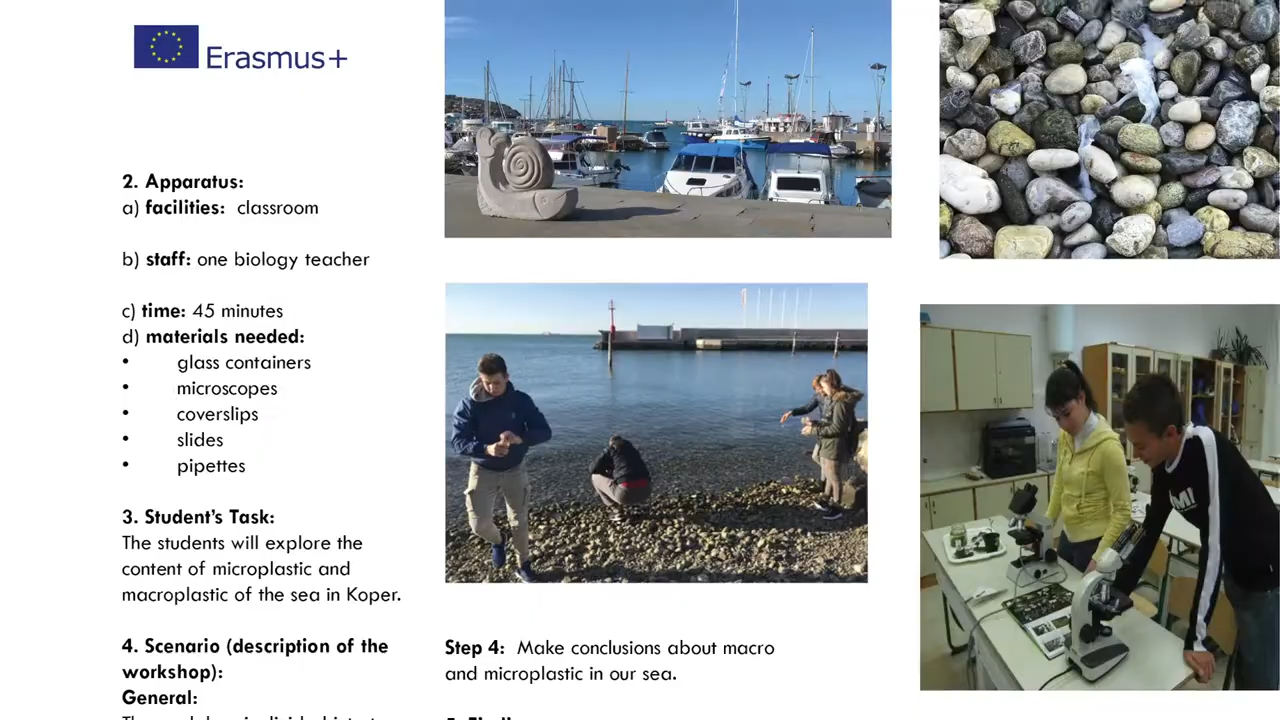 Erasmus+
2. Apparatus:
a) facilities: classroom
b) staff: one biology teacher
c) time: 45 minutes
d) materials needed:
• glass containers
• microscopes
• coverslips
• slides
• pipettes
3. Student's Task:
The students will explore the
content of microplastic and
macroplastic of the sea in Koper.
4. Scenario (description of the
workshop):
General:
Step 4: Make conclusions about macro
and microplastic in our sea.